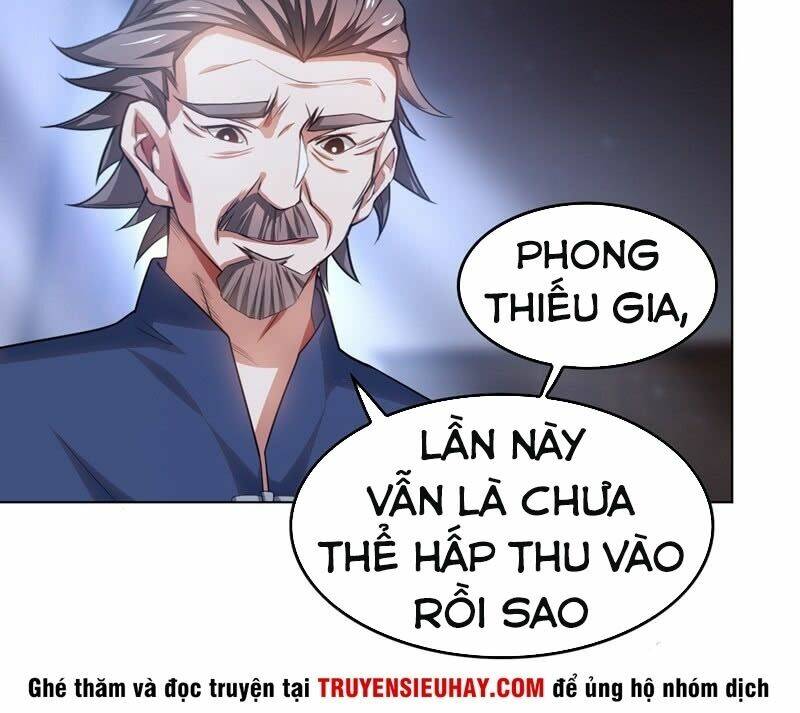 PHONG
THIẾU GIA,
LẦN NÀY
VẪN LÀ CHƯA
THỂ HẤP THU VÀO
RỒI SAO
Ghé thăm và đọc truyện tại TRUYENSIEUHAY.COM để ủng hộ nhóm dịch